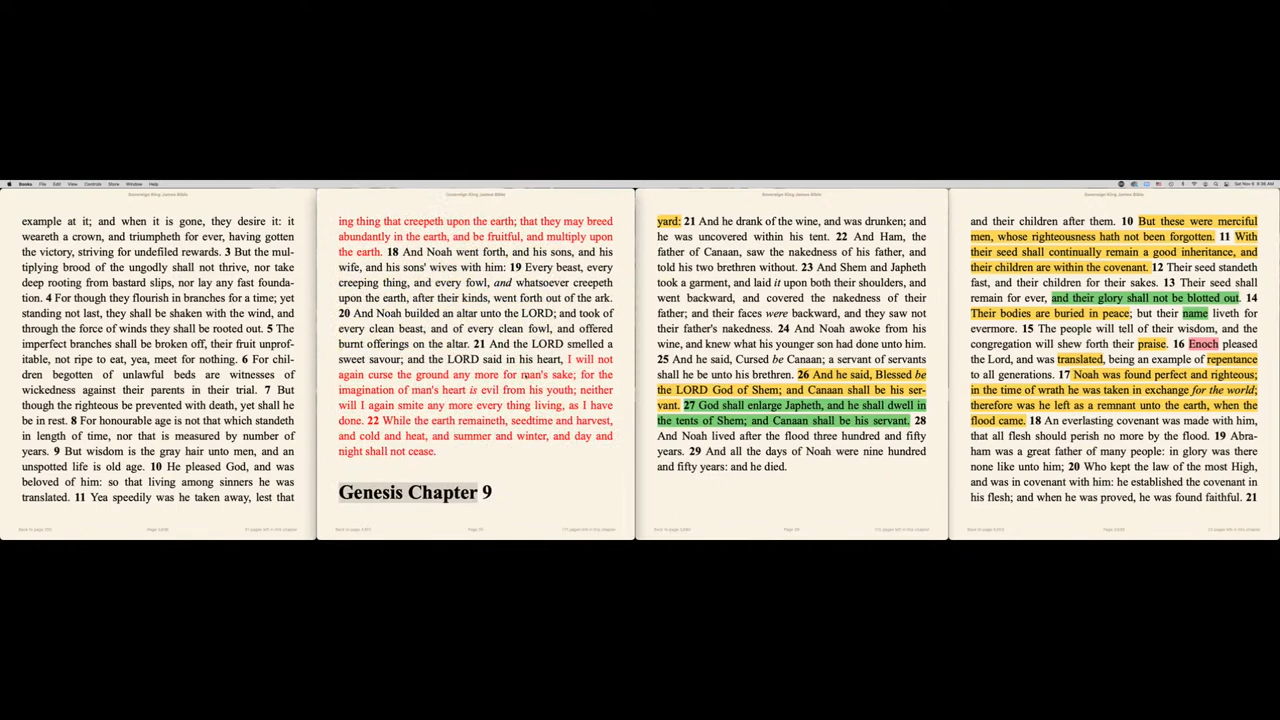 Books File Edit View Controls Store Window Help
Sovereign King James Bible
example at it; and when it is gone, they desire it: it
weareth a crown, and triumpheth for ever, having gotten
the victory, striving for undefiled rewards. 3 But the mul-
tiplying brood of the ungodly shall not thrive, nor take
deep rooting from bastard slips, nor lay any fast founda-
tion. 4 For though they flourish in branches for a time; yet
standing not last, they shall be shaken with the wind, and
through the force of winds they shall be rooted out. 5 The
imperfect branches shall be broken off, their fruit unprof-
itable, not ripe to eat, yea, meet for nothing. 6 For chil-
dren begotten of unlawful beds are witnesses of
wickedness against their parents in their trial. 7 But
though the righteous be prevented with death, yet shall he
be in rest. 8 For honourable age is not that which standeth
in length of time, nor that is measured by number of
years. 9 But wisdom is the gray hair unto men, and an
unspotted life is old age. 10 He pleased God, and was
beloved of him: so that living among sinners he was
translated. 11 Yea speedily was he taken away, lest that
Sovereign King James Bible
ing thing that creepeth upon the earth; that they may breed
abundantly in the earth, and be fruitful, and multiply upon
the earth. 18 And Noah went forth, and his sons, and his
wife, and his sons' wives with him: 19 Every beast, every
creeping thing, and every fowl, and whatsoever creepeth
upon the earth, after their kinds, went forth out of the ark.
20 And Noah builded an altar unto the LORD; and took of
every clean beast, and of every clean fowl, and offered
burnt offerings on the altar. 21 And the LORD smelled a
sweet savour; and the LORD said in his heart, I will not
again curse the ground any more for man's sake; for the
imagination of man's heart is evil from his youth; neither
will I again smite any more every thing living, as I have
done. 22 While the earth remaineth, seedtime and harvest,
and cold and heat, and summer and winter, and day and
night shall not cease.
Genesis Chapter 9
Sovereign King James Bible
yard: 21 And he drank of the wine, and was drunken; and
he was uncovered within his tent. 22 And Ham, the
father of Canaan, saw the nakedness of his father, and
told his two brethren without. 23 And Shem and Japheth
took a garment, and laid it upon both their shoulders, and
went backward, and covered the nakedness of their
father; and their faces were backward, and they saw not
their father's nakedness. 24 And Noah awoke from his
wine, and knew what his younger son had done unto him.
25 And he said, Cursed be Canaan; a servant of servants
shall he be unto his brethren. 26 And he said, Blessed be
the LORD God of Shem; and Canaan shall be his ser-
vant. 27 God shall enlarge Japheth, and he shall dwell in
the tents of Shem; and Canaan shall be his servant. 28
And Noah lived after the flood three hundred and fifty
years. 29 And all the days of Noah were nine hundred
and fifty years: and he died.
Sovereign King James Bible
and their children after them. 10 But these were merciful
men, whose righteousness hath not been forgotten. 11 With
their seed shall continually remain a good inheritance, and
their children are within the covenant. 12 Their seed standeth
fast, and their children for their sakes. 13 Their seed shall
remain for ever, and their glory shall not be blotted out. 14
Their bodies are buried in peace; but their name liveth for
evermore. 15 The people will tell of their wisdom, and the
congregation will shew forth their praise. 16 Enoch pleased
the Lord, and was translated, being an example of repentance
to all generations. 17 Noah was found perfect and righteous;
in the time of wrath he was taken in exchange for the world;
therefore was he left as a remnant unto the earth, when the
flood came. 18 An everlasting covenant was made with him,
that all flesh should perish no more by the flood. 19 Abra-
ham was a great father of many people: in glory was there
none like unto him; 20 Who kept the law of the most High,
and was in covenant with him: he established the covenant in
his flesh; and when he was proved, he was found faithful. 21